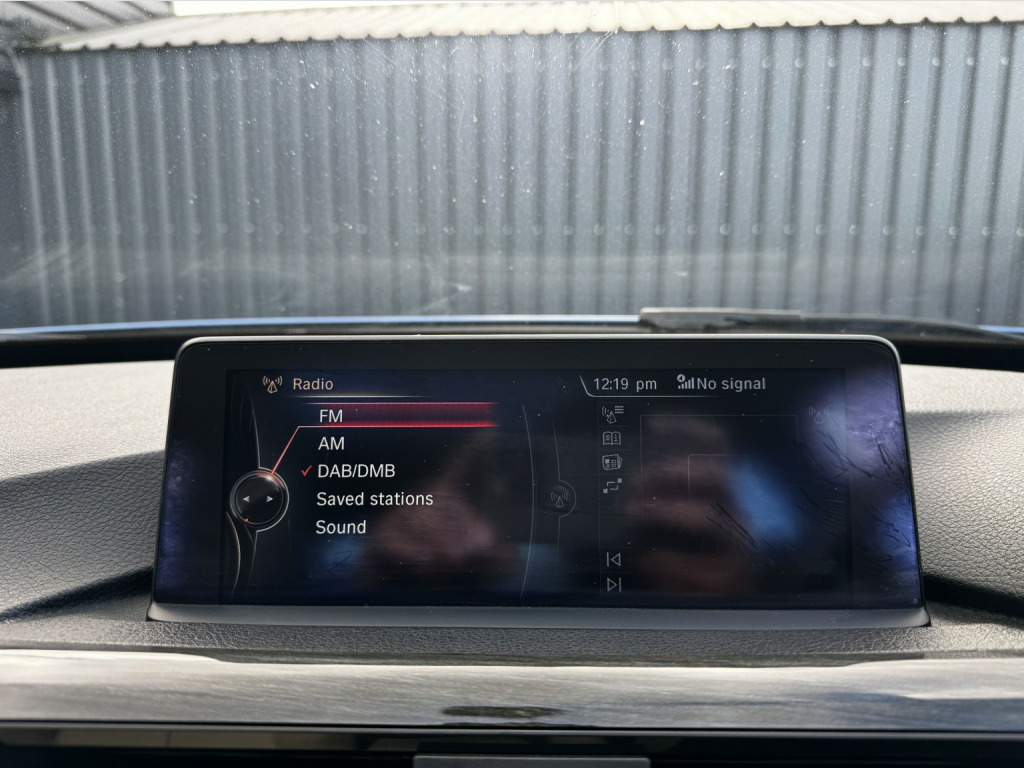 Radio
12:19 pm No signal
FM
AM
DAB/DMB
Saved stations
Sound